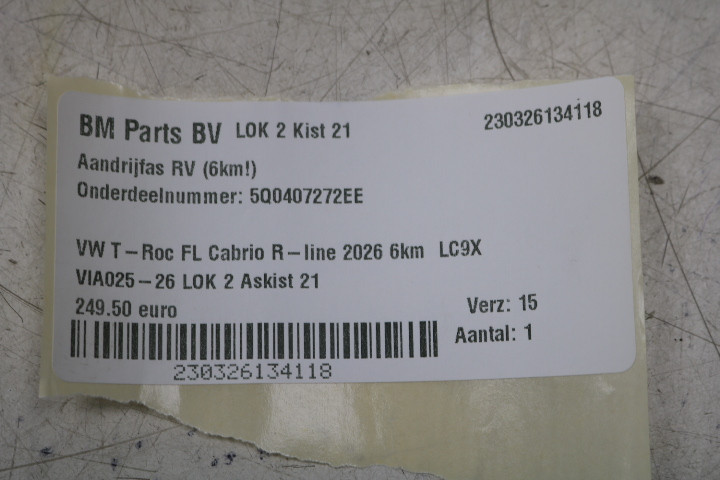 BM Parts BV LOK 2 Kist 21 230326134118
Aandrijfas RV (6km!)
Onderdeelnummer: 5Q0407272EE
VW T-Roc FL Cabrio R-line 2026 6km LC9X
VIA025-26 LOK 2 Askist 21
249.50 euro Verz: 15
Aantal: 1
230326134118